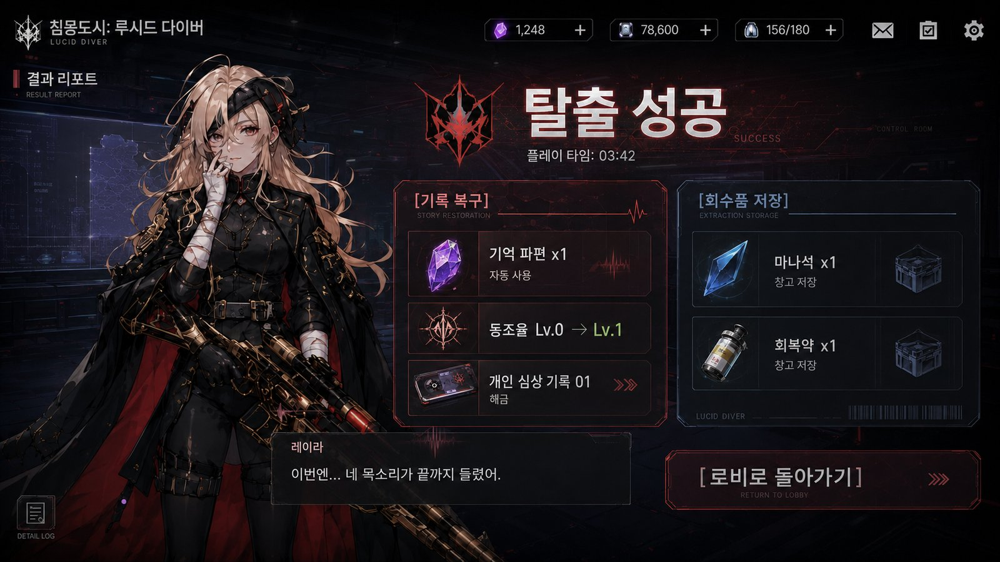 침몽도시: 루시드 다이버
LUCID DIVER
1,248 +
78,600 +
156/180 +
결과 리포트
RESULT REPORT
탈출 성공
SUCCESS
CONTROL ROOM
플레이 타임: 03:42
[기록 복구]
STORY RESTORATION
기억 파편 x1
자동 사용
동조율 Lv.0 → Lv.1
개인 심상 기록 01
해금
[회수품 저장]
EXTRACTION STORAGE
마나석 x1
창고 저장
회복약 x1
창고 저장
LUCID DIVER
레이라
이번엔... 네 목소리가 끝까지 들렸어.
[로비로 돌아가기]
RETURN TO LOBBY
DETAIL LOG